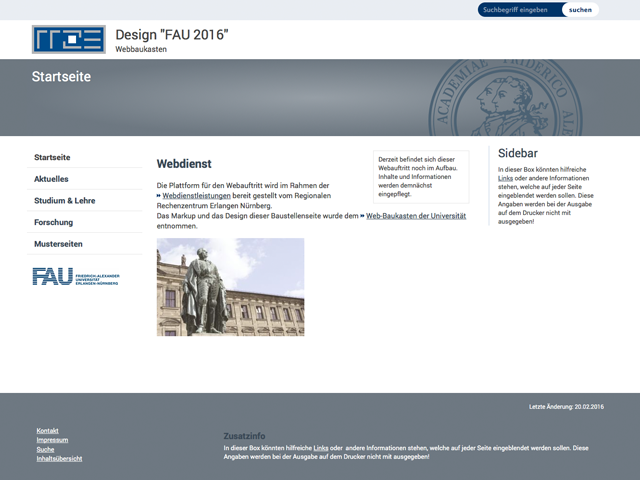 Suchbegriff eingeben
suchen
Design "FAU 2016"
Webbaukasten
Startseite
ACADEMIAE FRIDERICO ALE
Startseite
Aktuelles
Studium & Lehre
Forschung
Musterseiten
FAU FRIEDRICH-ALEXANDER
UNIVERSITÄT
ERLANGEN-NÜRNBERG
Webdienst
Derzeit befindet sich dieser
Webauftritt noch im Aufbau.
Inhalte und Informationen
werden demnächst
eingepflegt.
Die Plattform für den Webauftritt wird im Rahmen der
Webdienstleistungen bereit gestellt vom Regionalen
Rechenzentrum Erlangen Nürnberg.
Das Markup und das Design dieser Baustellenseite wurde dem Web-Baukasten der Universität
entnommen.
Sidebar
In dieser Box könnten hilfreiche
Links oder andere Informationen
stehen, welche auf jeder Seite
eingeblendet werden sollen. Diese
Angaben werden bei der Ausgabe
auf dem Drucker nicht mit
ausgegeben!
Letzte Änderung: 20.02.2016
Kontakt
Impressum
Suche
Inhaltsübersicht
Zusatzinfo
In dieser Box könnten hilfreiche Links oder andere Informationen stehen, welche auf jeder Seite eingeblendet werden sollen. Diese
Angaben werden bei der Ausgabe auf dem Drucker nicht mit ausgegeben!